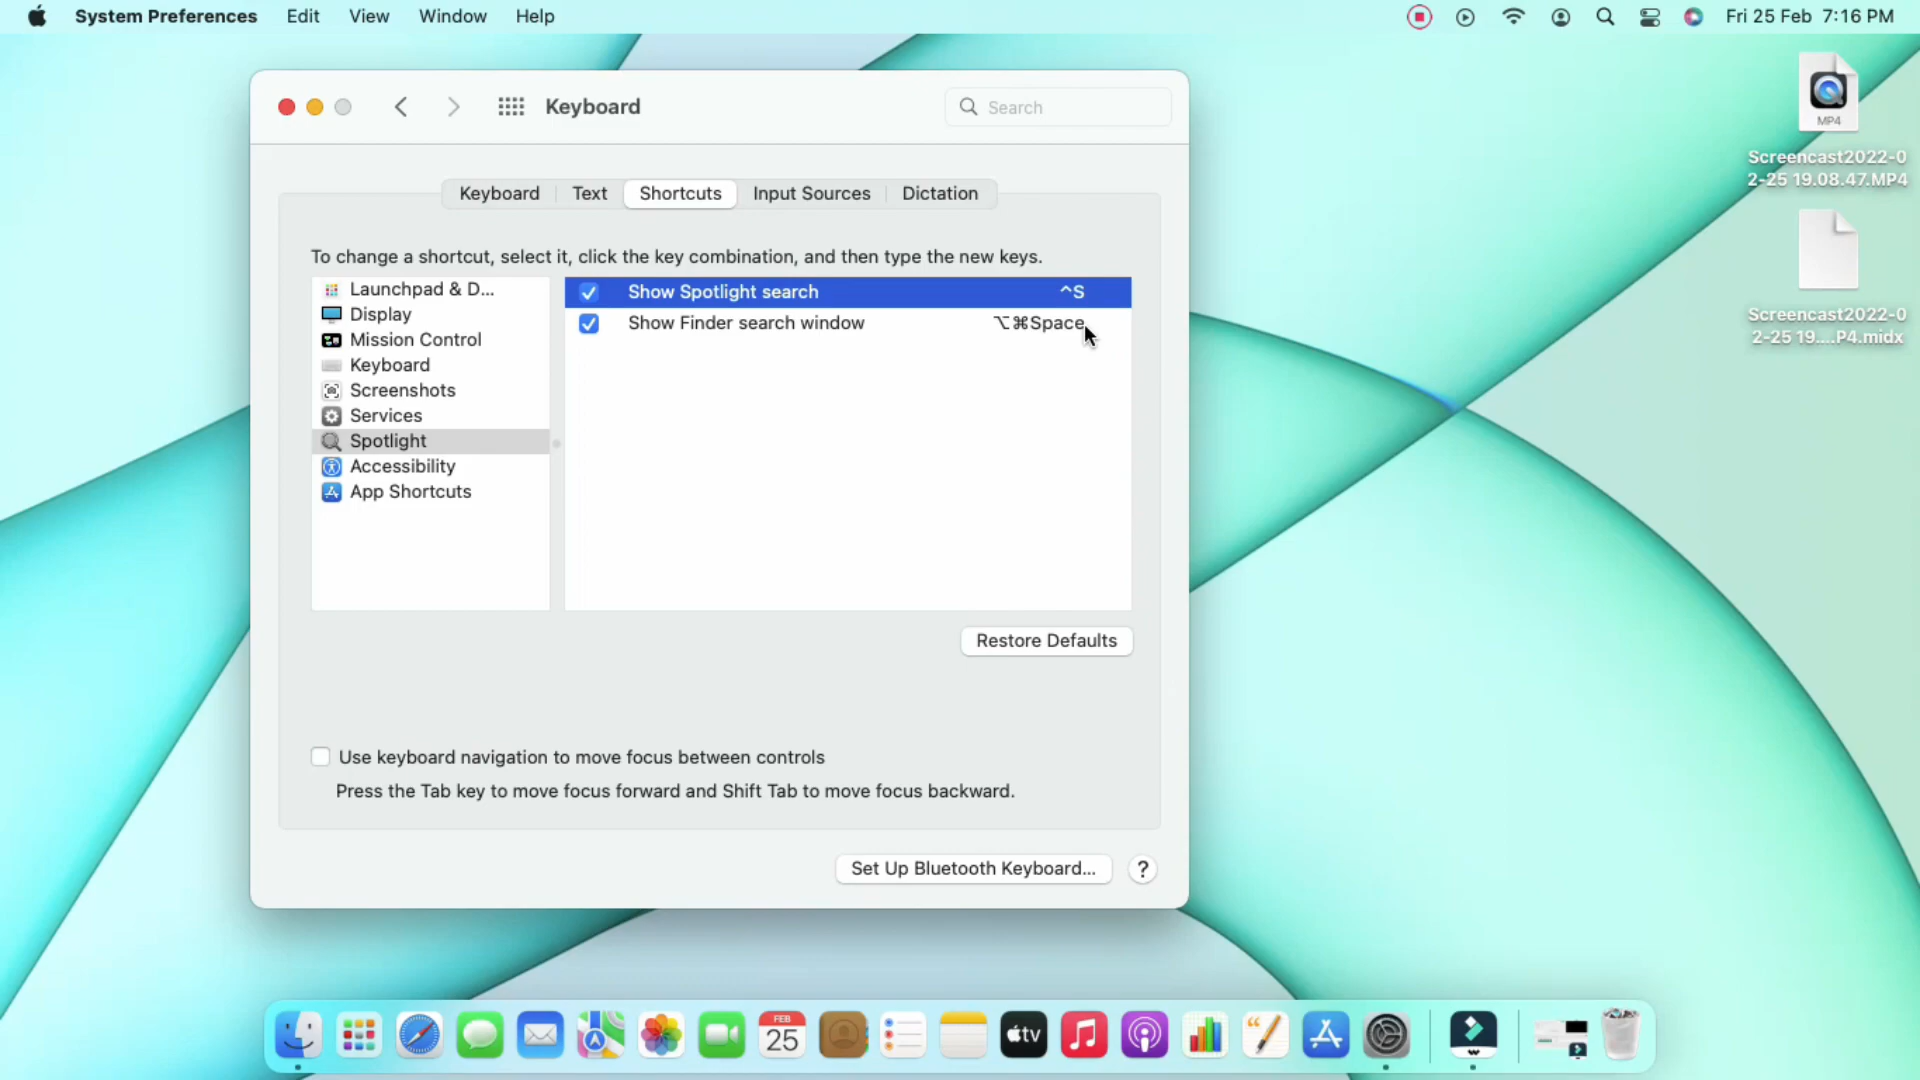 System Preferences Edit View Window Help
Fri 25 Feb 7:16 PM
Keyboard
Search
Keyboard Text Shortcuts Input Sources Dictation
To change a shortcut, select it, click the key combination, and then type the new keys.
Launchpad & D...
Display
Mission Control
Keyboard
Screenshots
Services
Spotlight
Accessibility
App Shortcuts
Show Spotlight search ^S
Show Finder search window ⌥⌘Space
Restore Defaults
Use keyboard navigation to move focus between controls
Press the Tab key to move focus forward and Shift Tab to move focus backward.
Set Up Bluetooth Keyboard...
?
MP4
Screencast2022-0
2-25 19.08.47.MP4
Screencast2022-0
2-25 19....P4.midx
FEB
25
tv